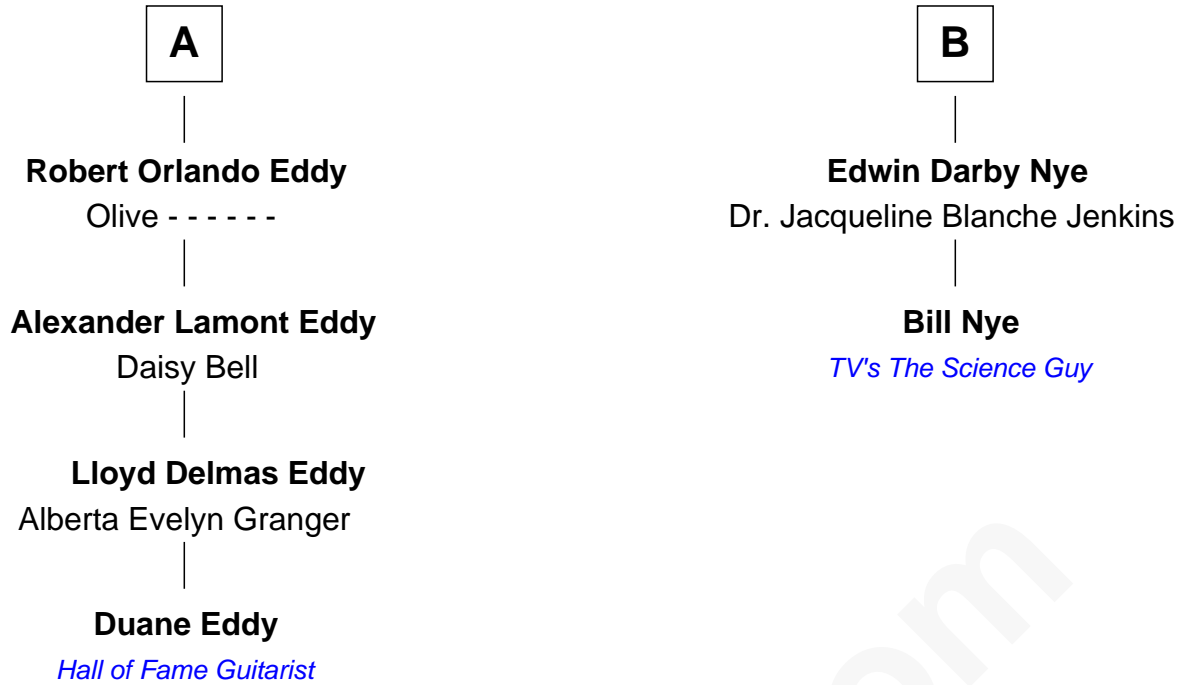 A
Robert Orlando Eddy
Olive - - - - - -
Alexander Lamont Eddy
Daisy Bell
Lloyd Delmas Eddy
Alberta Evelyn Granger
Duane Eddy
Hall of Fame Guitarist
B
Edwin Darby Nye
Dr. Jacqueline Blanche Jenkins
Bill Nye
TV's The Science Guy
om